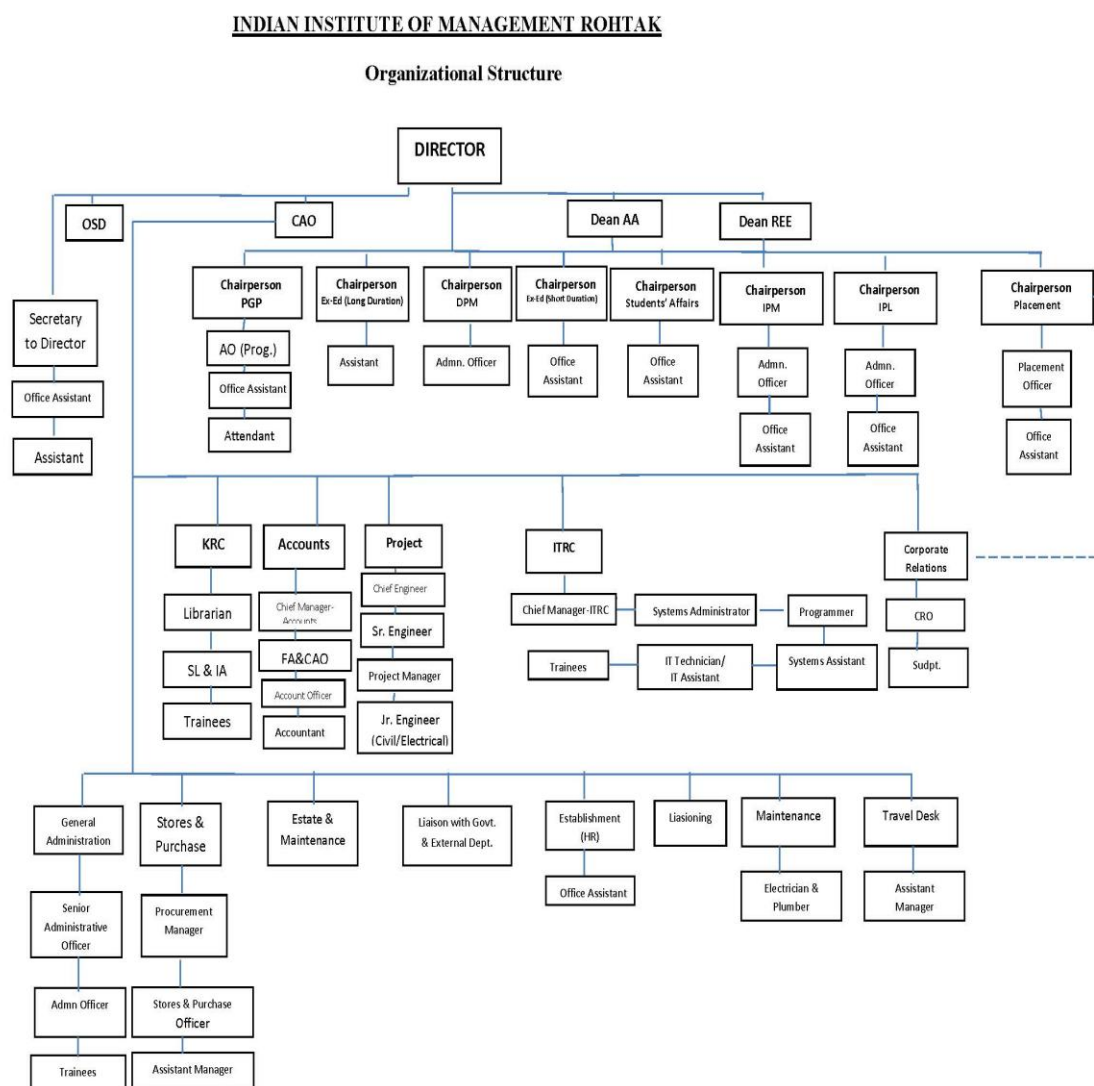 INDIAN INSTITUTE OF MANAGEMENT ROHTAK
Organizational Structure
DIRECTOR
OSD
CAO
Dean AA
Dean REE
Secretary
to Director
Office Assistant
Assistant
Chairperson
PGP
AO (Prog.)
Office Assistant
Attendant
Chairperson
Ex-Ed (Long Duration)
Assistant
Chairperson
DPM
Admn. Officer
Chairperson
Ex-Ed (Short Duration)
Office
Assistant
Chairperson
Students' Affairs
Office
Assistant
Chairperson
IPM
Admn.
Officer
Office
Assistant
Chairperson
IPL
Admn.
Officer
Office
Assistant
Chairperson
Placement
Placement
Officer
Office
Assistant
KRC
Librarian
SL & IA
Trainees
Accounts
Chief Manager-
Accounts
FA&CAO
Account Officer
Accountant
Project
Chief Engineer
Sr. Engineer
Project Manager
Jr. Engineer
(Civil/Electrical)
ITRC
Chief Manager-ITRC
Systems Administrator
Programmer
Systems Assistant
IT Technician/
IT Assistant
Trainees
Corporate
Relations
CRO
Sudpt.
General
Administration
Senior
Administrative
Officer
Admn Officer
Trainees
Stores &
Purchase
Procurement
Manager
Stores & Purchase
Officer
Assistant Manager
Estate &
Maintenance
Liaison with Govt.
& External Dept.
Establishment
(HR)
Office Assistant
Liasioning
Maintenance
Electrician &
Plumber
Travel Desk
Assistant
Manager